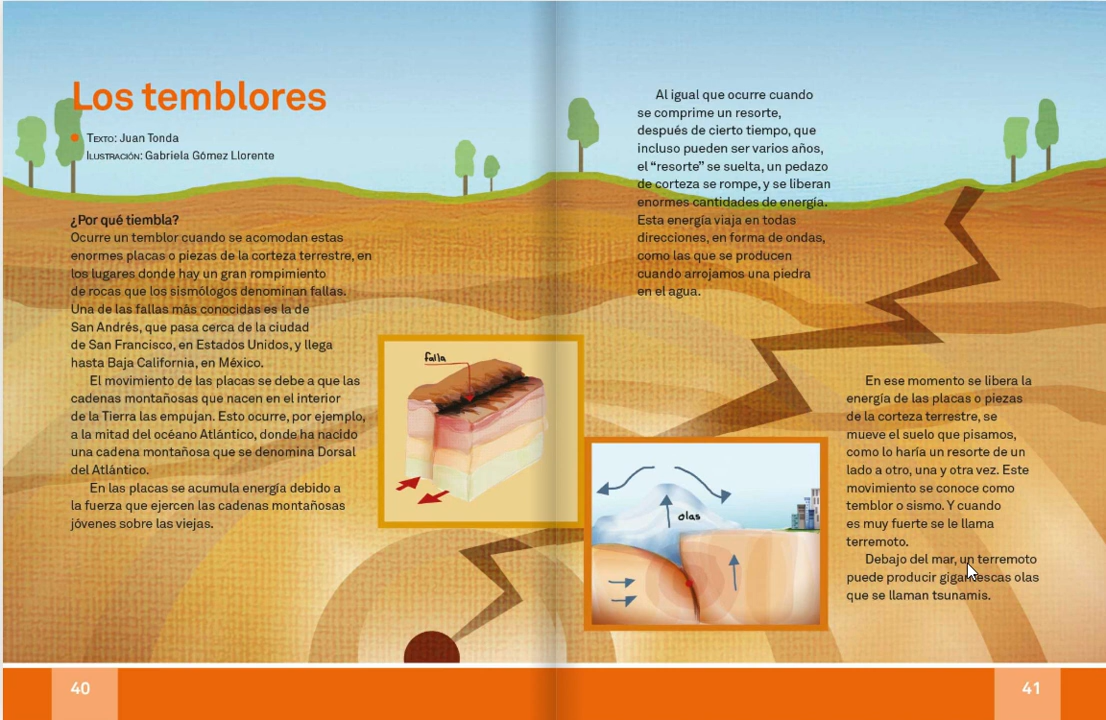 Los temblores
Texto: Juan Tonda
Ilustración: Gabriela Gómez Llorente
¿Por qué tiembla?
Ocurre un temblor cuando se acomodan estas
enormes placas o piezas de la corteza terrestre, en
los lugares donde hay un gran rompimiento
de rocas que los sismólogos denominan fallas.
Una de las fallas más conocidas es la de
San Andrés, que pasa cerca de la ciudad
de San Francisco, en Estados Unidos, y llega
hasta Baja California, en México.
El movimiento de las placas se debe a que las
cadenas montañosas que nacen en el interior
de la Tierra las empujan. Esto ocurre, por ejemplo,
a la mitad del océano Atlántico, donde ha nacido
una cadena montañosa que se denomina Dorsal
del Atlántico.
En las placas se acumula energía debido a
la fuerza que ejercen las cadenas montañosas
jóvenes sobre las viejas.
falla
40
Al igual que ocurre cuando
se comprime un resorte,
después de cierto tiempo, que
incluso pueden ser varios años,
el “resorte” se suelta, un pedazo
de corteza se rompe, y se liberan
enormes cantidades de energía.
Esta energía viaja en todas
direcciones, en forma de ondas,
como las que se producen
cuando arrojamos una piedra
en el agua.
olas
En ese momento se libera la
energía de las placas o piezas
de la corteza terrestre, se
mueve el suelo que pisamos,
como lo haría un resorte de un
lado a otro, una y otra vez. Este
movimiento se conoce como
temblor o sismo. Y cuando
es muy fuerte se le llama
terremoto.
Debajo del mar, un terremoto
puede producir gigantescas olas
que se llaman tsunamis.
41